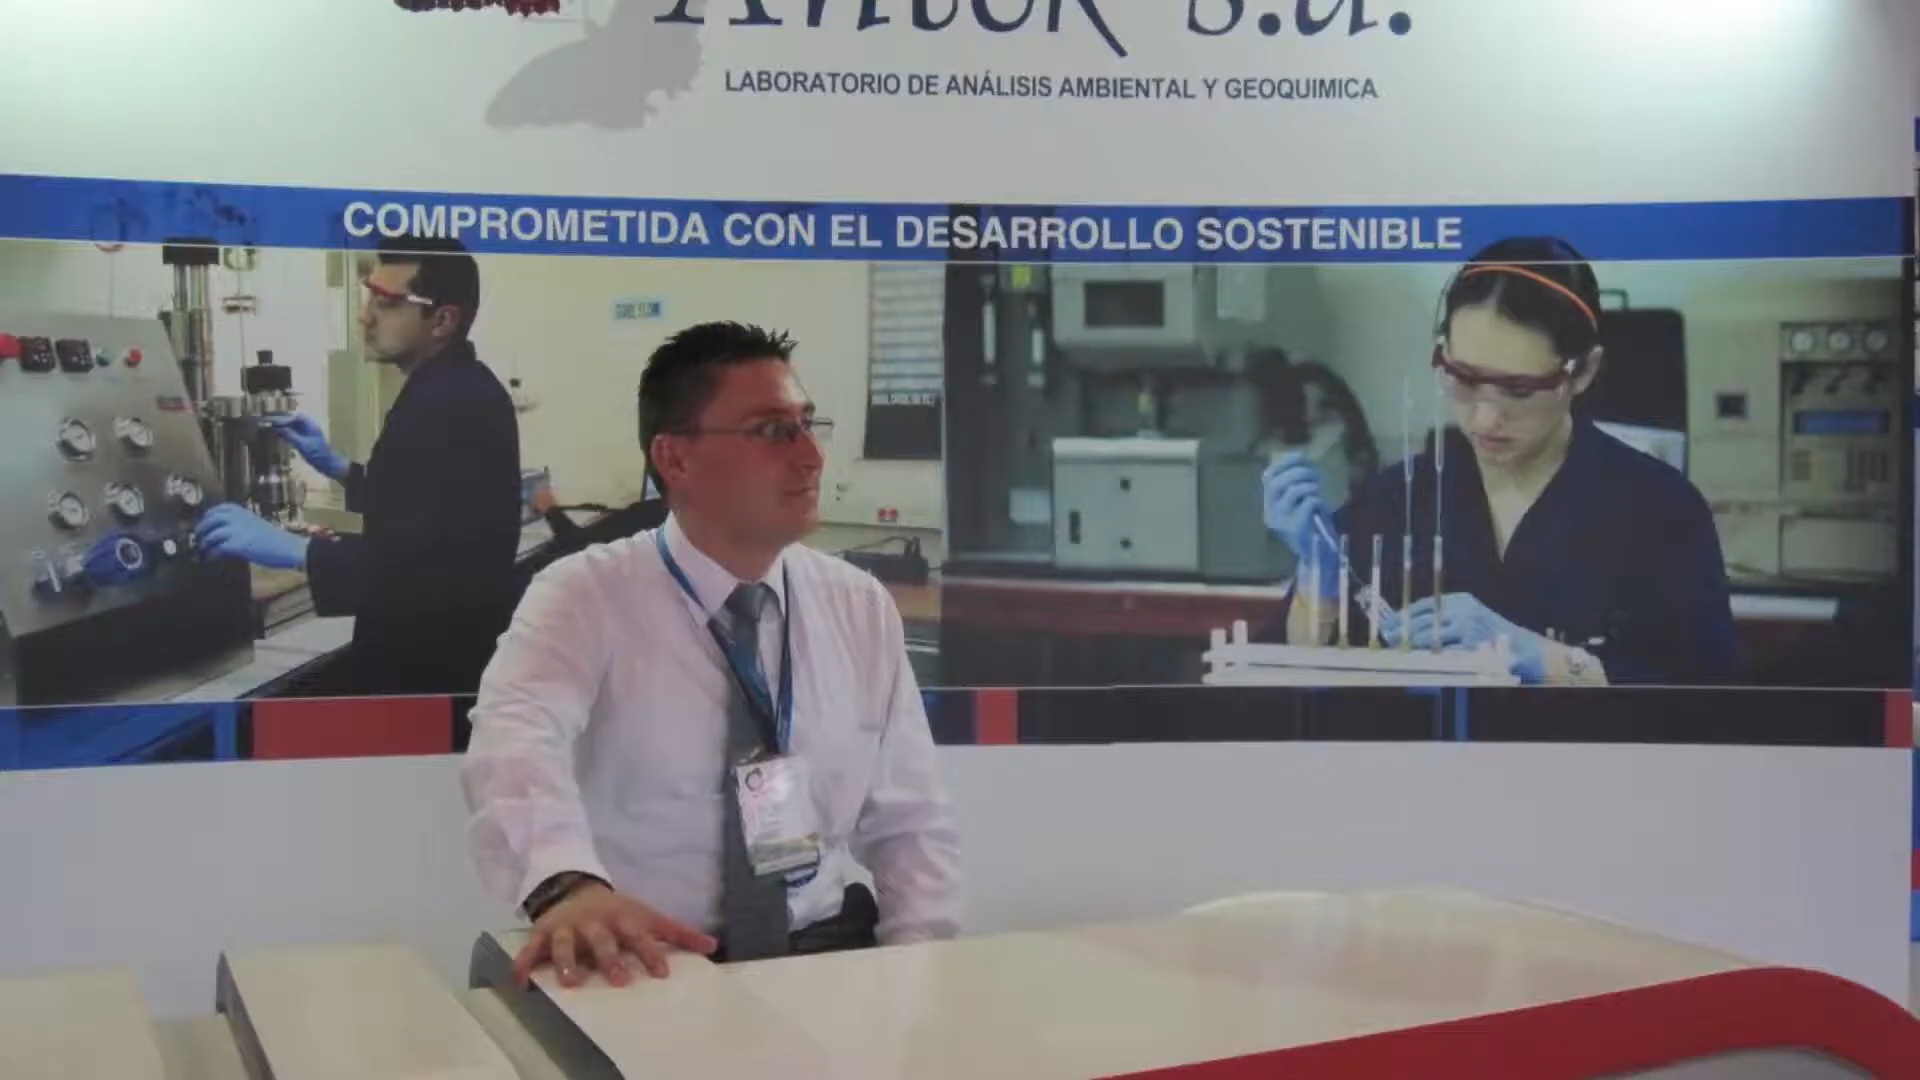 s.a.
LABORATORIO DE ANÁLISIS AMBIENTAL Y GEOQUIMICA
COMPROMETIDA CON EL DESARROLLO SOSTENIBLE